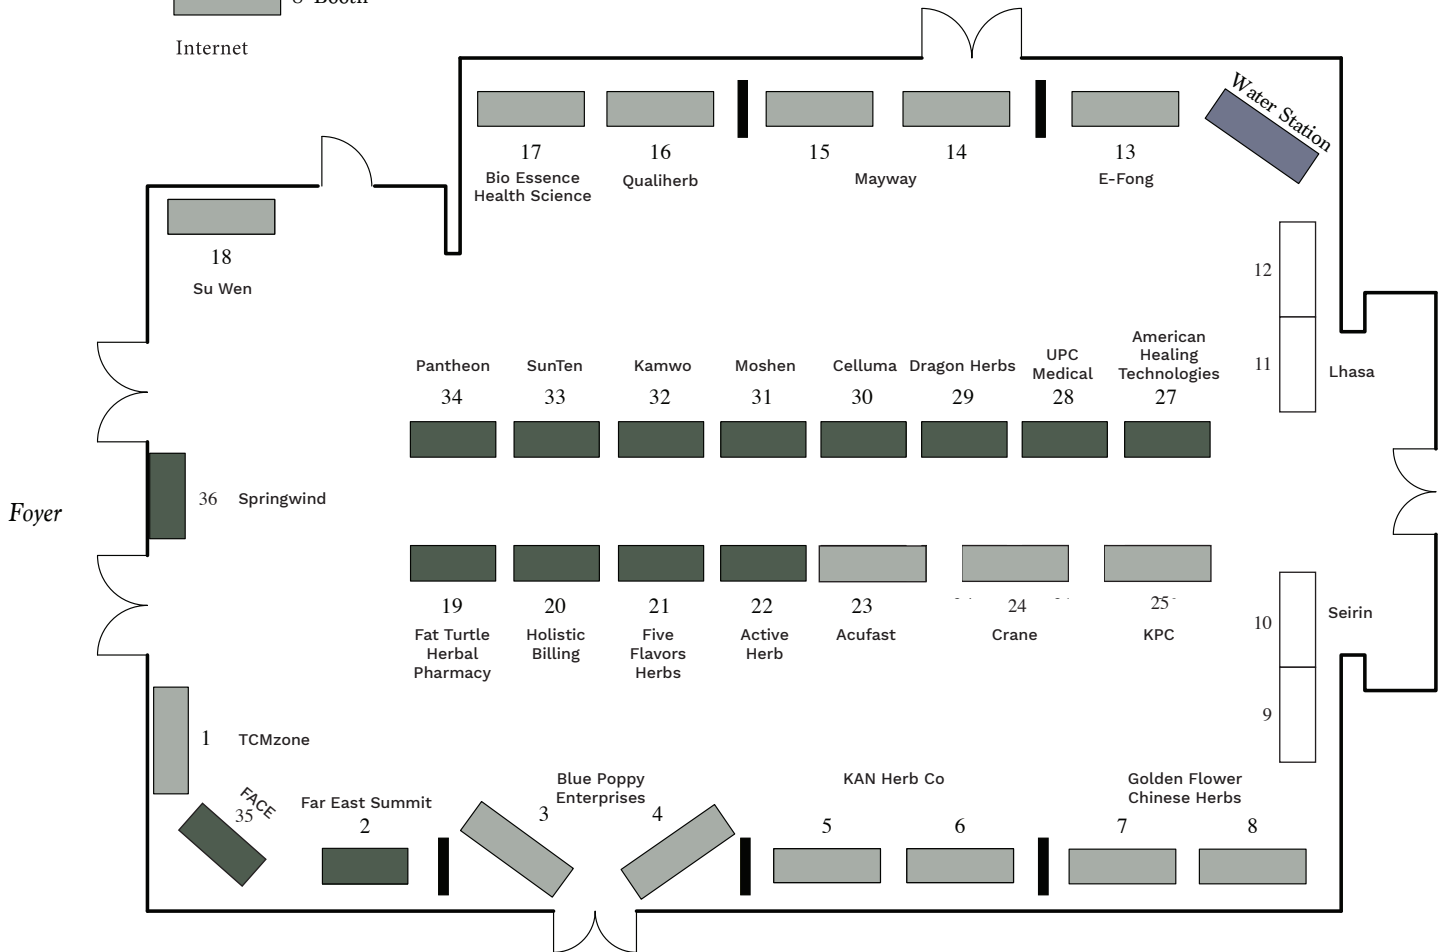 Internet
Water Station
17
16
15
14
13
Bio Essence
Health Science
Qualiherb
Mayway
E-Fong
18
Su Wen
12
11
Lhasa
Pantheon
SunTen
Kamwo
Moshen
Celluma
Dragon Herbs
UPC
Medical
American
Healing
Technologies
34
33
32
31
30
29
28
27
Foyer
36
Springwind
19
20
21
22
23
24
25
Fat Turtle
Herbal
Pharmacy
Holistic
Billing
Five
Flavors
Herbs
Active
Herb
Acufast
Crane
KPC
10
Seirin
9
1
TCMzone
FACE
35
Far East Summit
2
Blue Poppy
Enterprises
3
4
KAN Herb Co
5
6
Golden Flower
Chinese Herbs
7
8